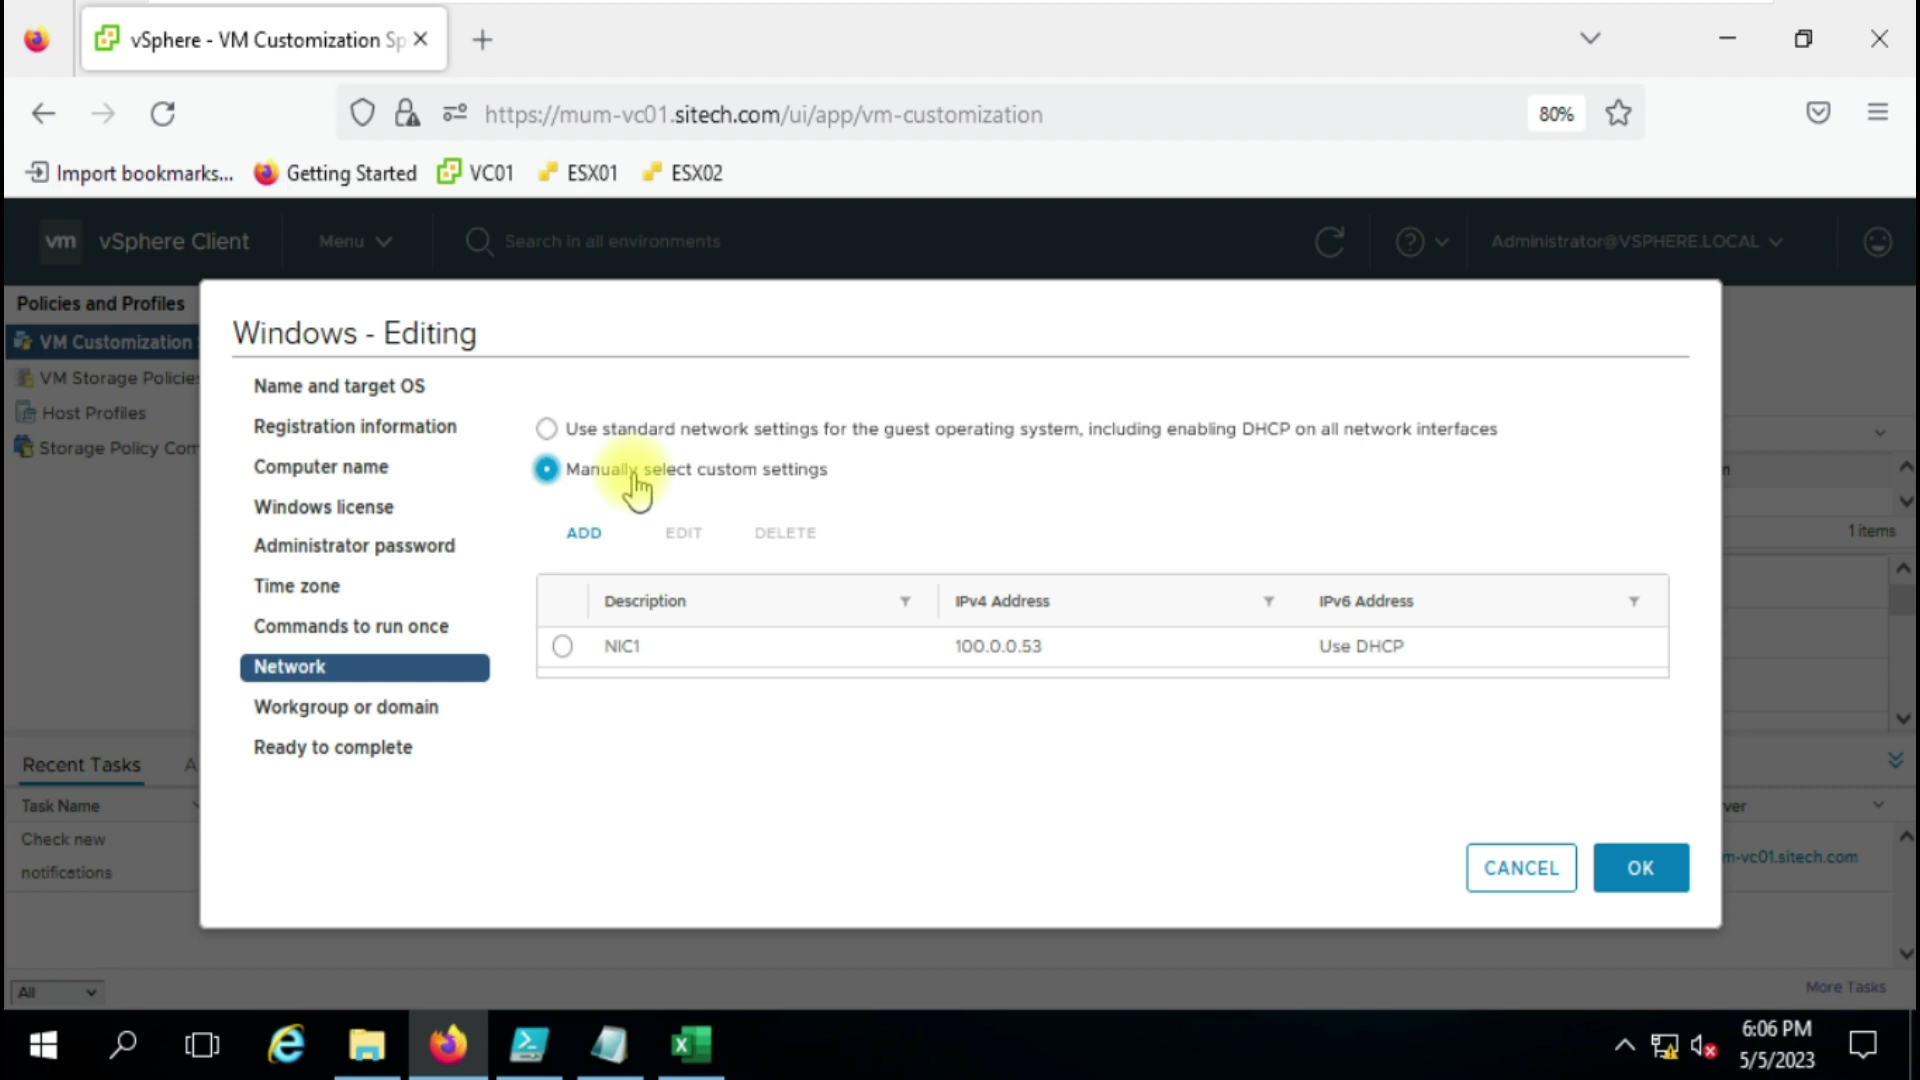 vSphere - VM Customization Sp
https://mum-vc01.sitech.com/ui/app/vm-customization
80%
Import bookmarks...
Getting Started
VC01
ESX01
ESX02
vm
vSphere Client
Menu
Search in all environments
Administrator@VSPHERE.LOCAL
Policies and Profiles
VM Customization
VM Storage Policie
Host Profiles
Storage Policy Com
Windows - Editing
Name and target OS
Registration information
Computer name
Windows license
Administrator password
Time zone
Commands to run once
Network
Workgroup or domain
Ready to complete
Use standard network settings for the guest operating system, including enabling DHCP on all network interfaces
Manually select custom settings
ADD
EDIT
DELETE
Description
IPv4 Address
IPv6 Address
NIC1
100.0.0.53
Use DHCP
CANCEL
OK
1 items
Recent Tasks
A
Task Name
ver
Check new
notifications
m-vc01.sitech.com
All
More Tasks
6:06 PM
5/5/2023